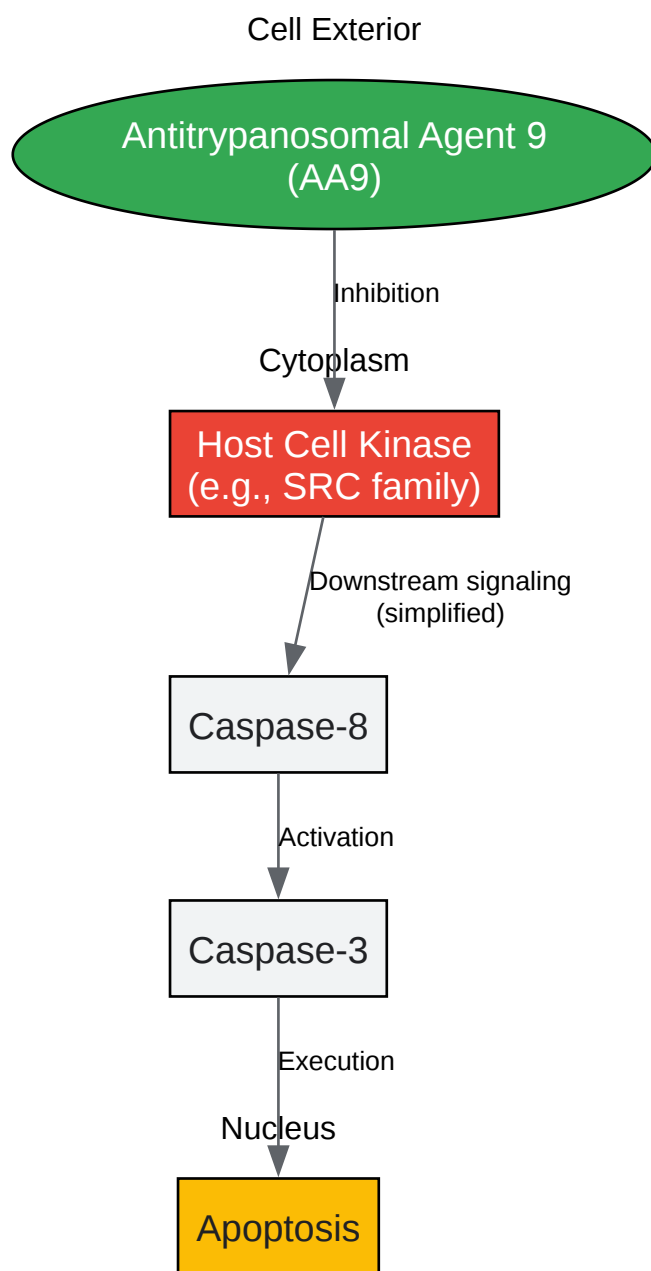 Cell Exterior
Antitrypanosomal Agent 9
(AA9)
Inhibition
Cytoplasm
Host Cell Kinase
(e.g., SRC family)
Downstream signaling
(simplified)
Caspase-8
Activation
Caspase-3
Execution
Nucleus
Apoptosis